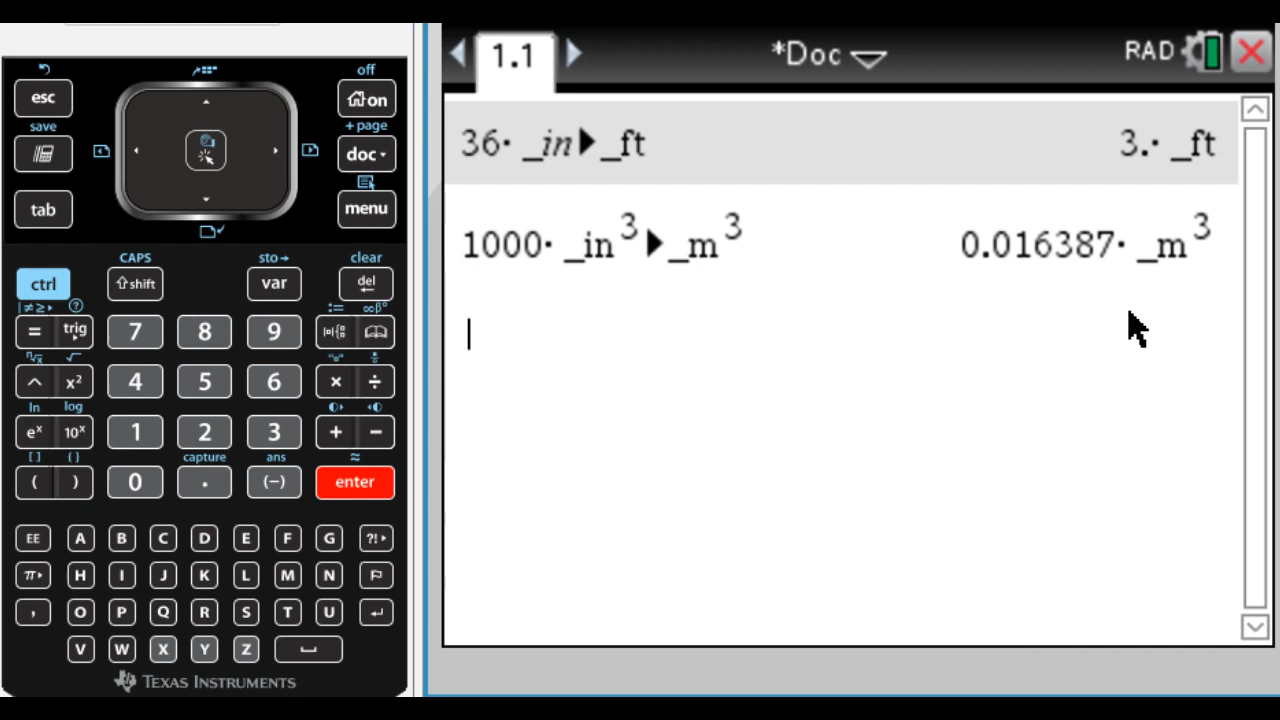 off
esc
on
save
+ page
doc
tab
menu
CAPS
sto→
clear
ctrl
⇧shift
var
del
|≠≥▸
:=
∞β°
=
trig
7
8
9
4
5
6
×
÷
^
x²
ln
log
eˣ
10ˣ
1
2
3
+
−
[ ]
{ }
capture
ans
≈
(
)
0
.
(−)
enter
EE A B C D E F G ?!▸
π▸ H I J K L M N
, O P Q R S T U ↵
V W X Y Z
TEXAS INSTRUMENTS
1.1
*Doc
RAD
36· _in▶_ft
3.· _ft
1000· _in³▶_m³
0.016387· _m³